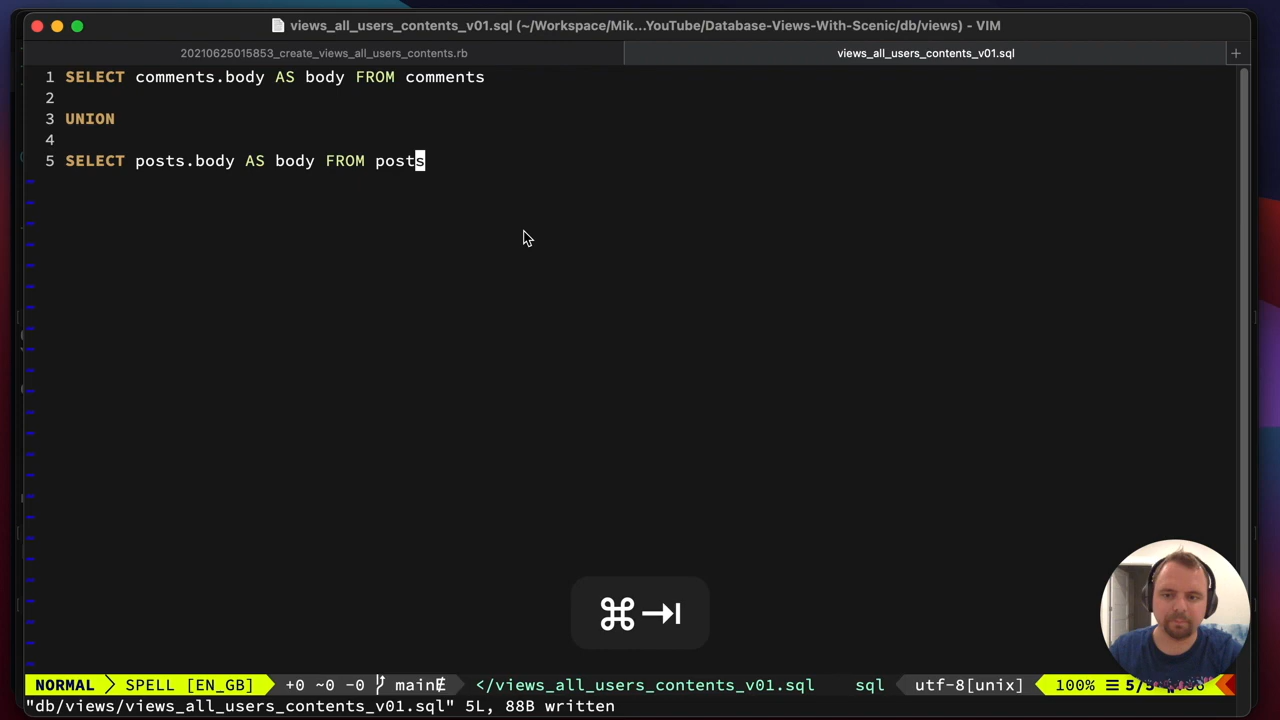 views_all_users_contents_v01.sql (~/Workspace/Mik...YouTube/Database-Views-With-Scenic/db/views) - VIM
20210625015853_create_views_all_users_contents.rb
views_all_users_contents_v01.sql
1 SELECT comments.body AS body FROM comments
2
3 UNION
4
5 SELECT posts.body AS body FROM posts
NORMAL SPELL [EN_GB] +0 ~0 -0 main </views_all_users_contents_v01.sql sql utf-8[unix] 100% 5/5
"db/views/views_all_users_contents_v01.sql" 5L, 88B written